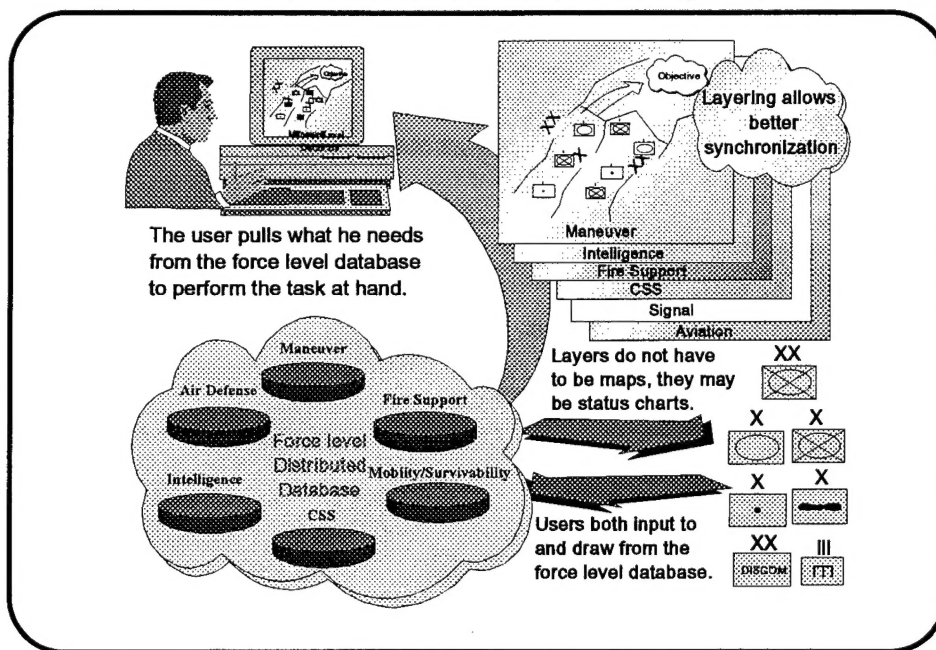 Objective
Layering allows
better
synchronization
Maneuver
Intelligence
Fire Support
CSS
Signal
Aviation
The user pulls what he needs
from the force level database
to perform the task at hand.
Maneuver
Air Defense
Fire Support
Force level
Distributed
Database
Intelligence
Moblity/Survivability
CSS
Layers do not have
to be maps, they may
be status charts.
Users both input to
and draw from the
force level database.
XX
X X
X X
XX III
DISCOM